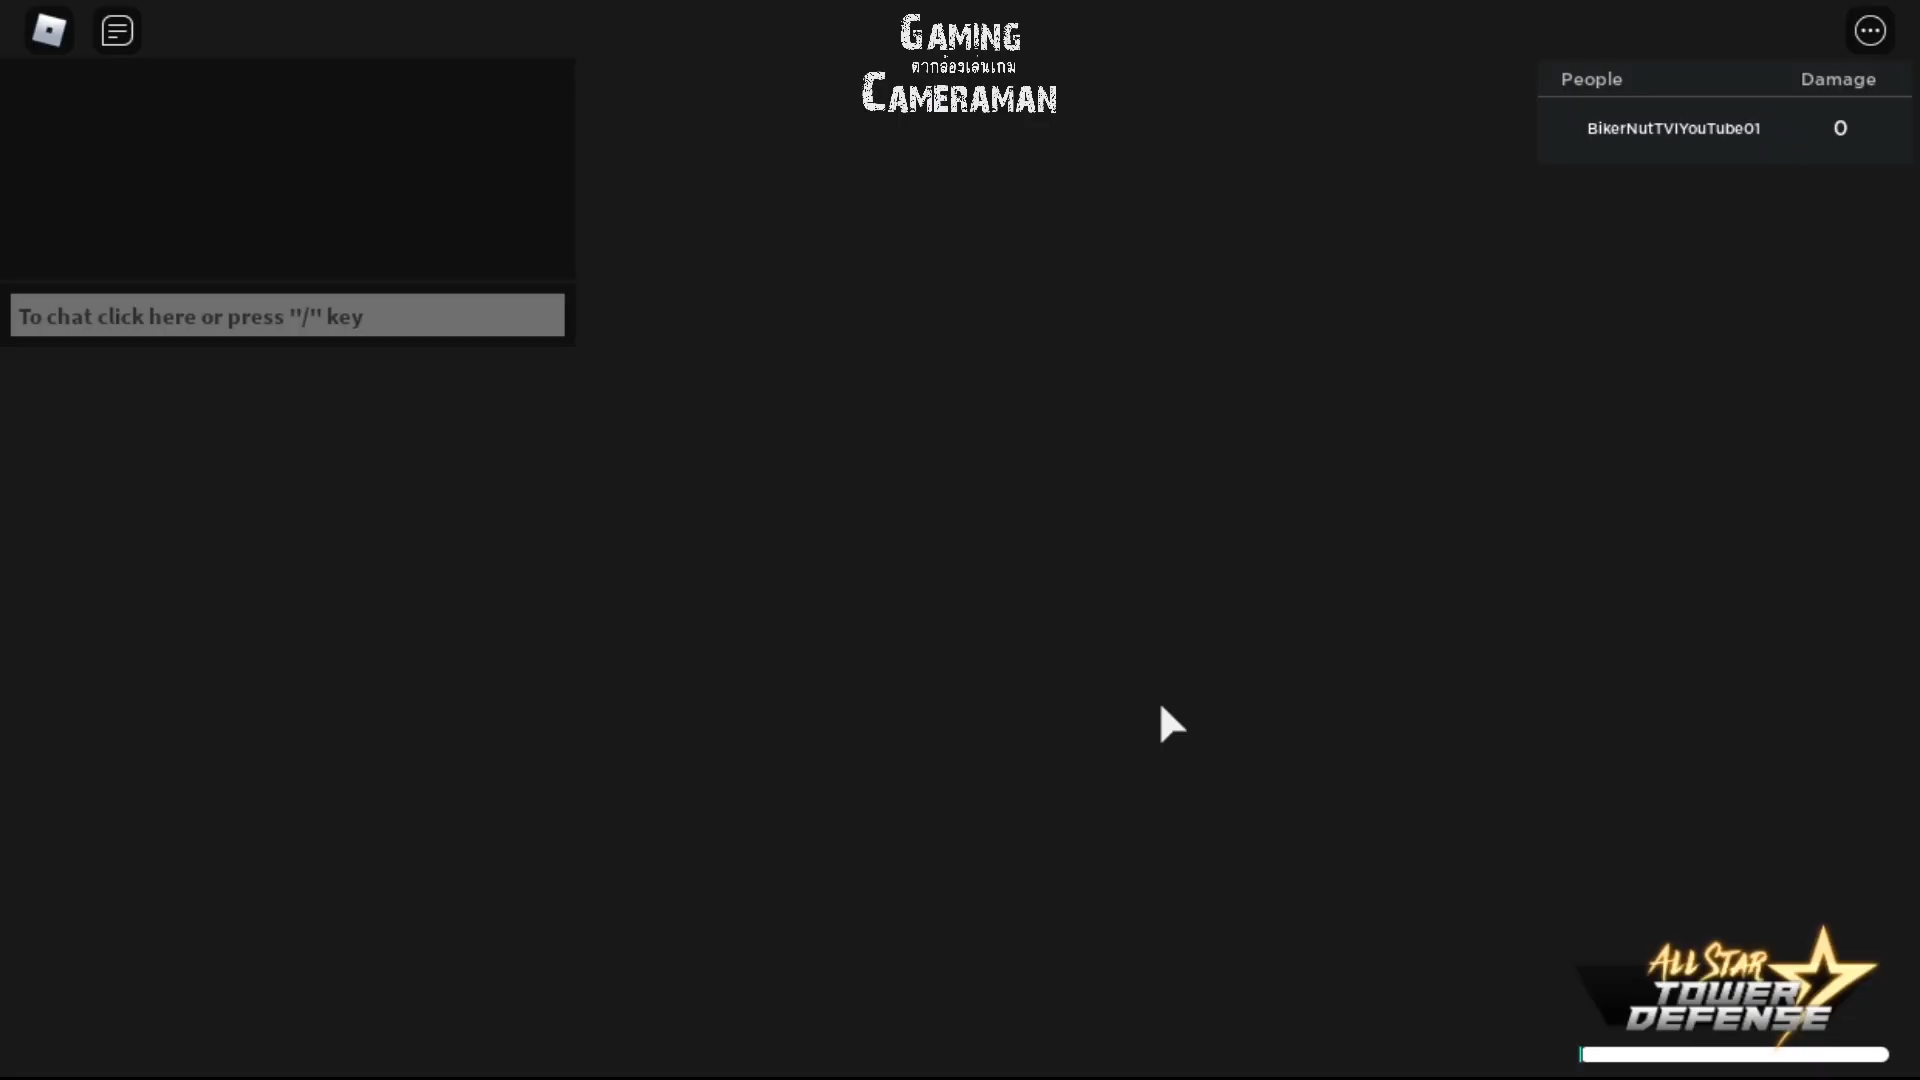 GAMING
ตากล้องเล่นเกม
CAMERAMAN
People Damage
BikerNutTVIYouTube01 0
To chat click here or press "/" key
ALL STAR
TOWER
DEFENSE